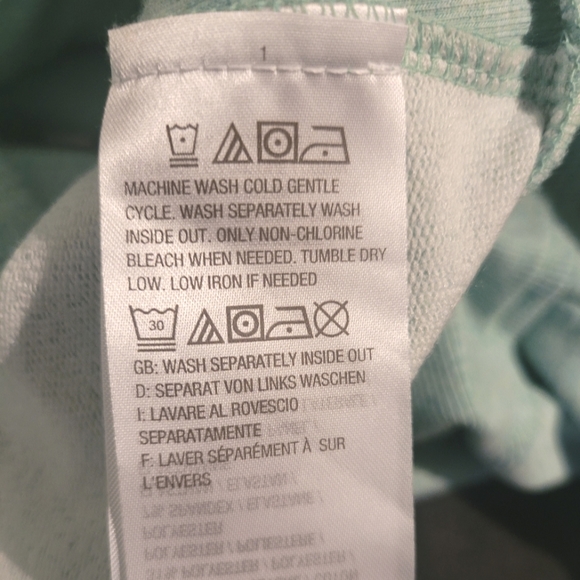 1
MACHINE WASH COLD GENTLE
CYCLE. WASH SEPARATELY WASH
INSIDE OUT. ONLY NON-CHLORINE
BLEACH WHEN NEEDED. TUMBLE DRY
LOW. LOW IRON IF NEEDED
30
GB: WASH SEPARATELY INSIDE OUT
D: SEPARAT VON LINKS WASCHEN
I: LAVARE AL ROVESCIO
SEPARATAMENTE
F: LAVER SÉPARÉMENT À SUR
L'ENVERS